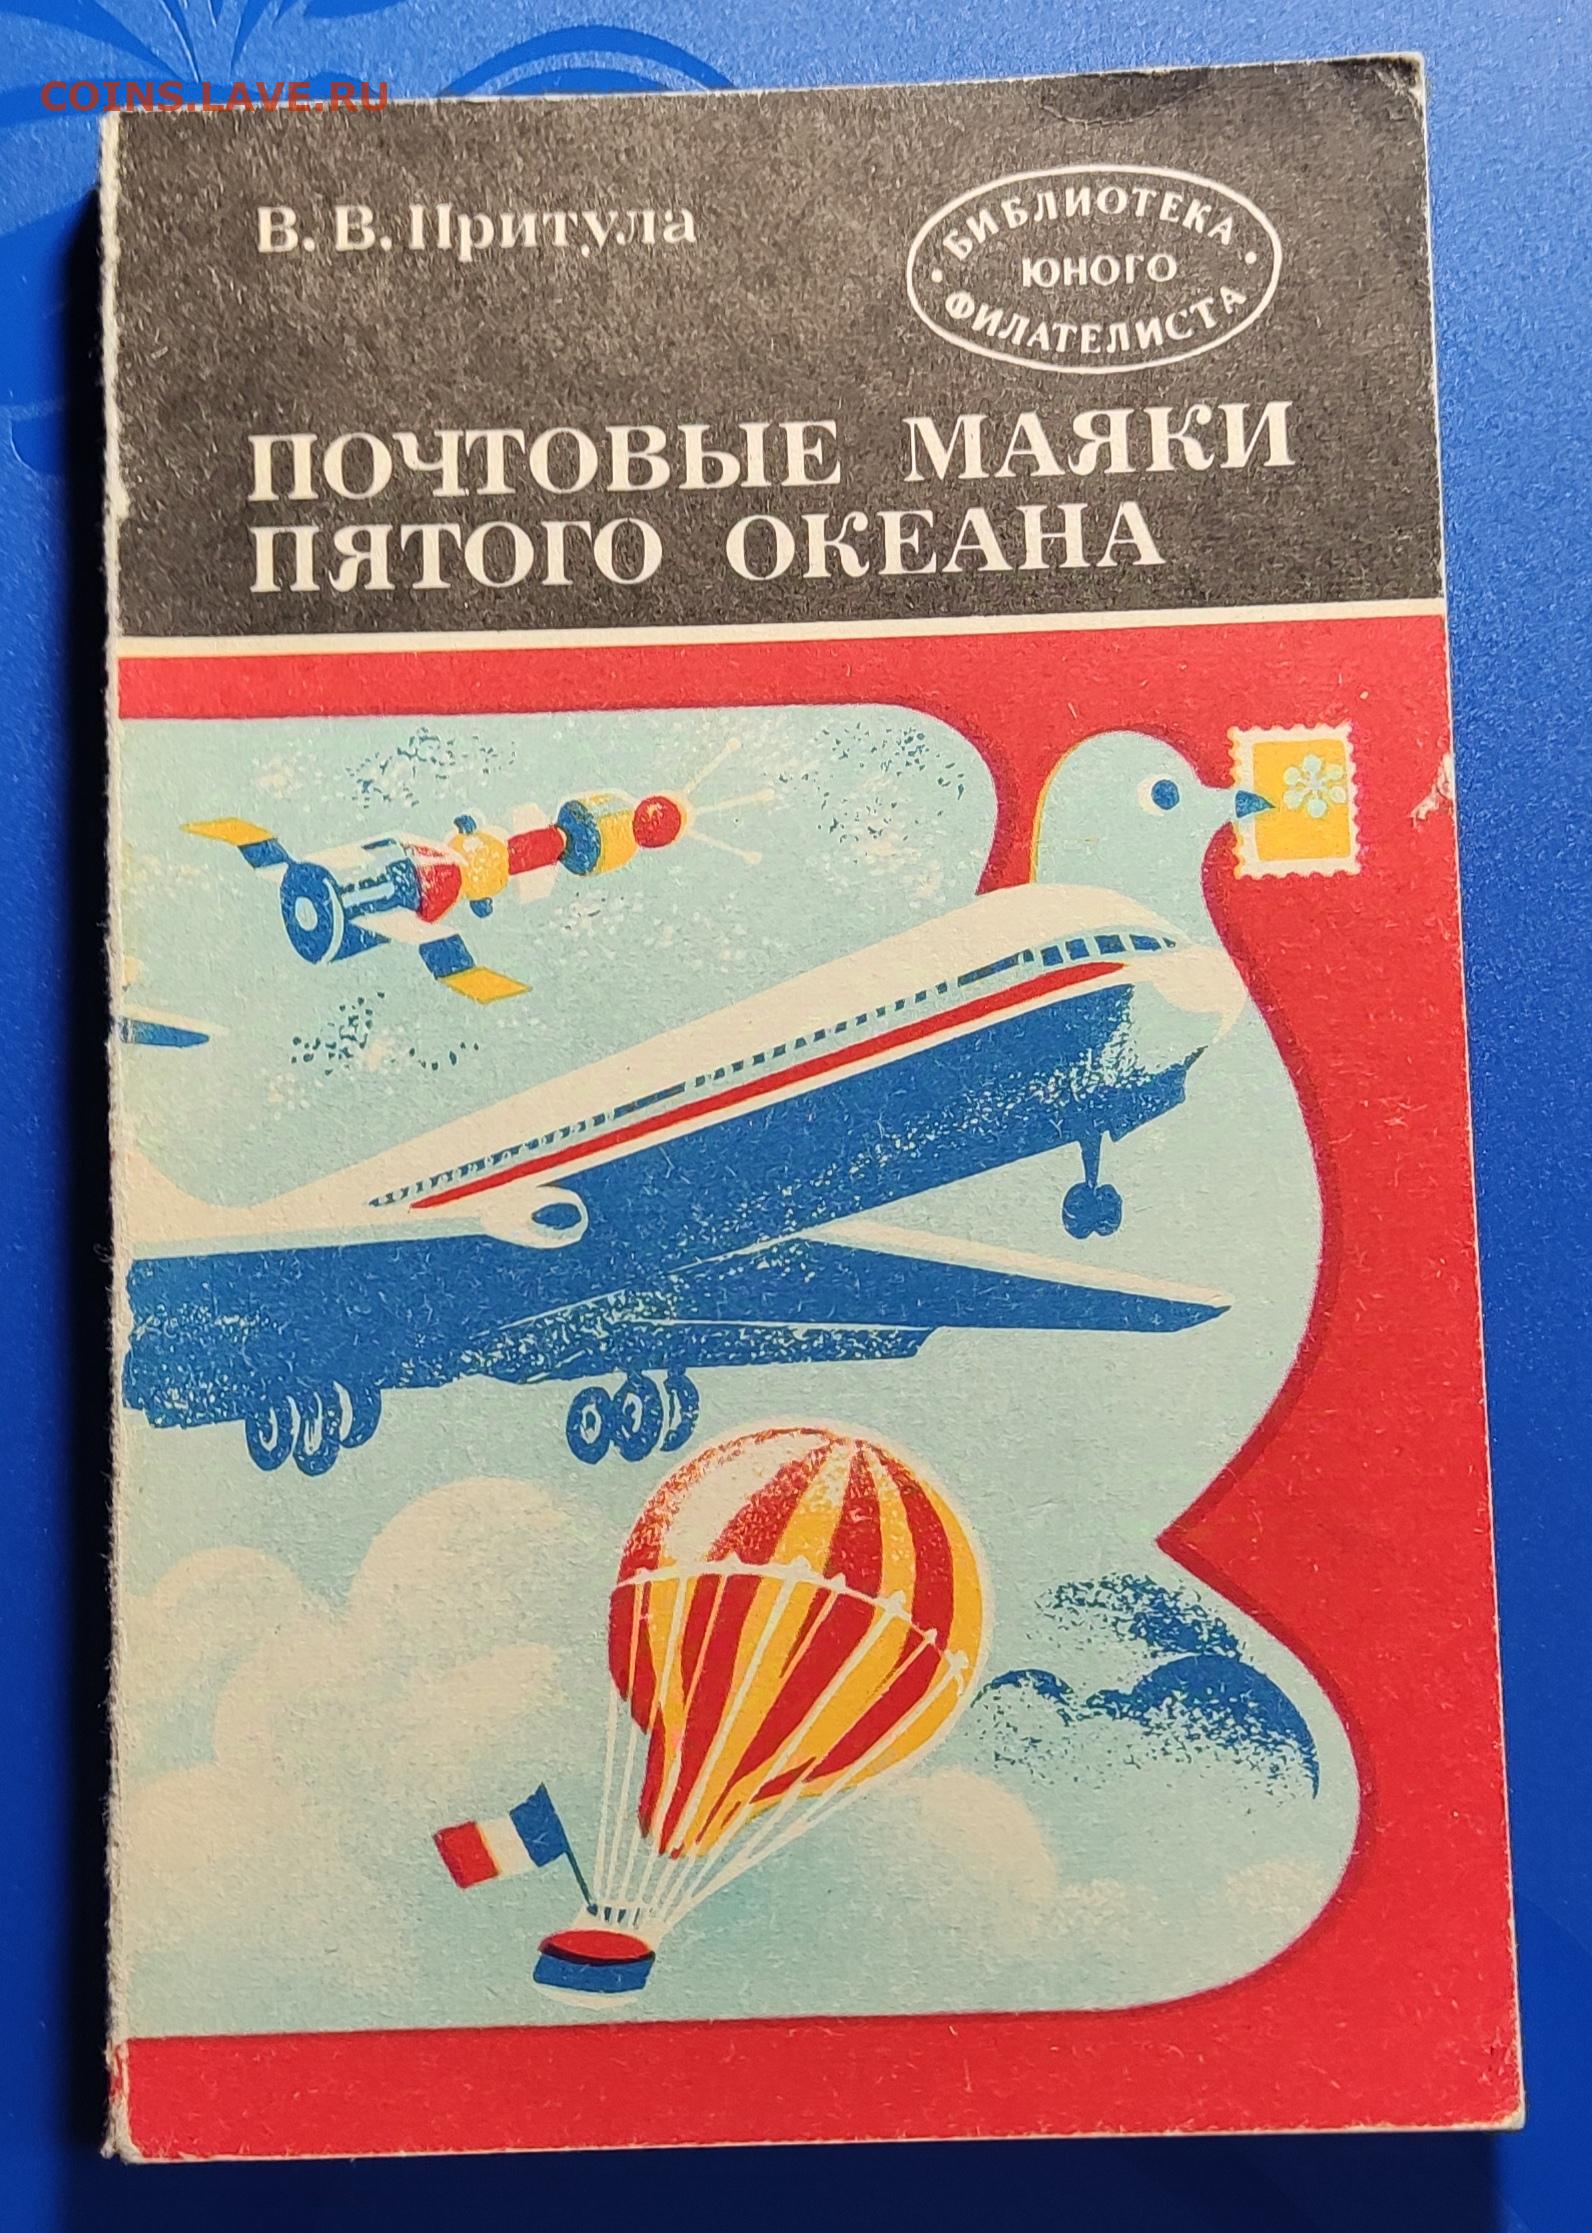 COINS.LAVE.RU
В. В. Притула
БИБЛИОТЕКА
ЮНОГО
ФИЛАТЕЛИСТА
ПОЧТОВЫЕ МАЯКИ
ПЯТОГО ОКЕАНА